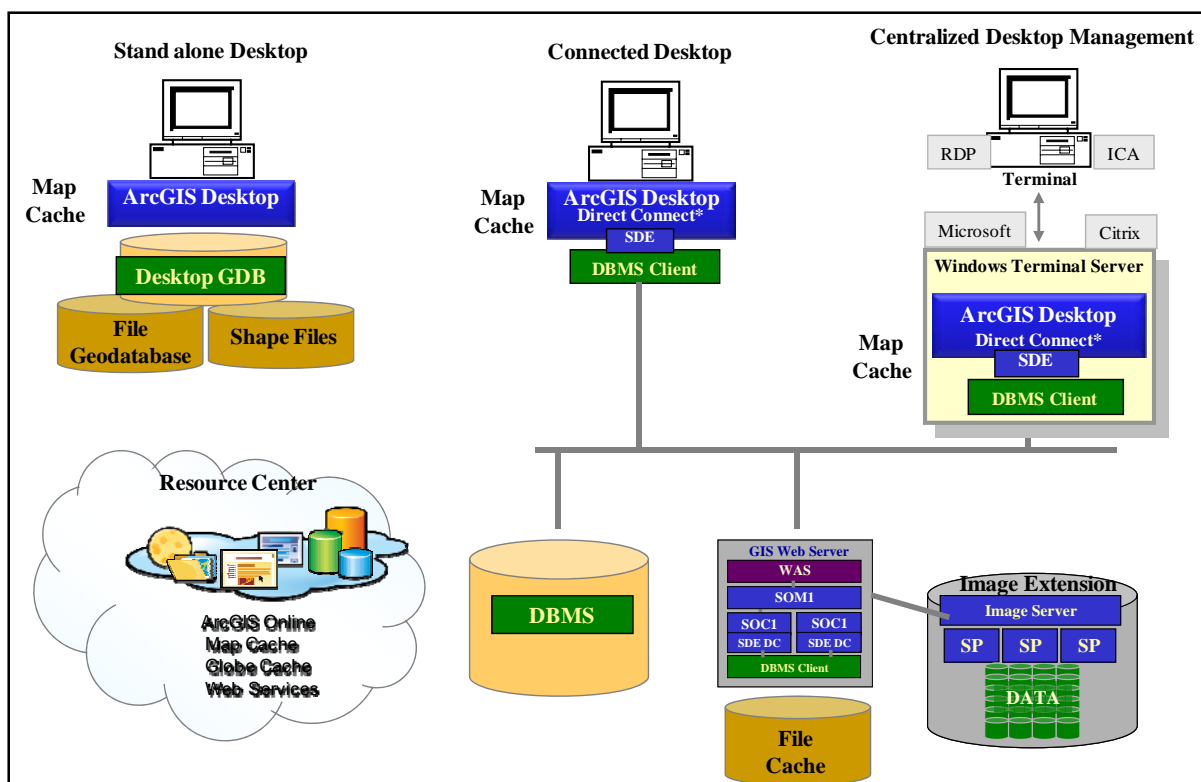 Stand alone Desktop
Map
Cache
ArcGIS Desktop
Desktop GDB
File
Geodatabase
Shape Files
Connected Desktop
Map
Cache
ArcGIS Desktop
Direct Connect*
SDE
DBMS Client
Centralized Desktop Management
RDP
ICA
Terminal
Microsoft
Citrix
Windows Terminal Server
Map
Cache
ArcGIS Desktop
Direct Connect*
SDE
DBMS Client
Resource Center
ArcGIS Online
Map Cache
Globe Cache
Web Services
DBMS
GIS Web Server
WAS
SOM1
SOC1
SOC1
SDE DC
SDE DC
DBMS Client
File
Cache
Image Extension
Image Server
SP
SP
SP
DATA